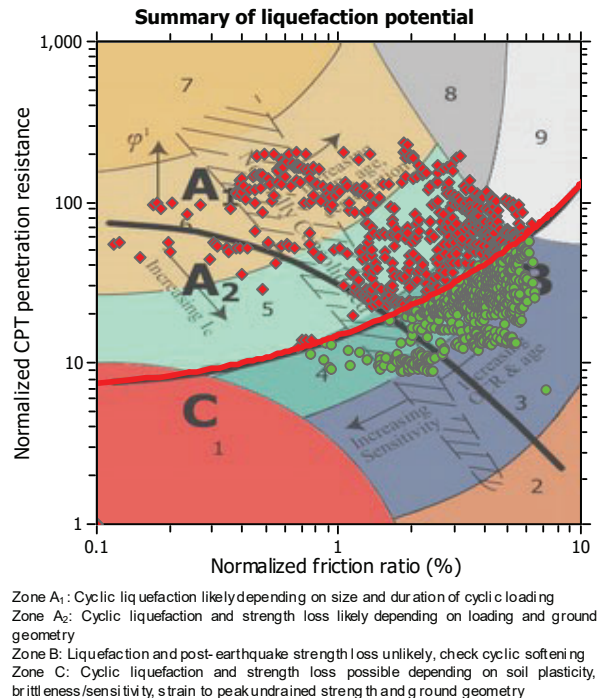 Summary of liquefaction potential
1,000
7
8
9
φ'
A1
100
6
A2
Increasing Ic
5
B
10
4
C
Increasing
OCR & age
3
1
Increasing
Sensitivity
2
1
0.1
1
10
Normalized CPT penetration resistance
Normalized friction ratio (%)
Zone A1: Cyclic liquefaction likely depending on size and duration of cyclic loading
Zone A2: Cyclic liquefaction and strength loss likely depending on loading and ground
geometry
Zone B: Liquefaction and post-earthquake strength loss unlikely, check cyclic softening
Zone C: Cyclic liquefaction and strength loss possible depending on soil plasticity,
brittleness/sensitivity, strain to peak undrained strength and ground geometry